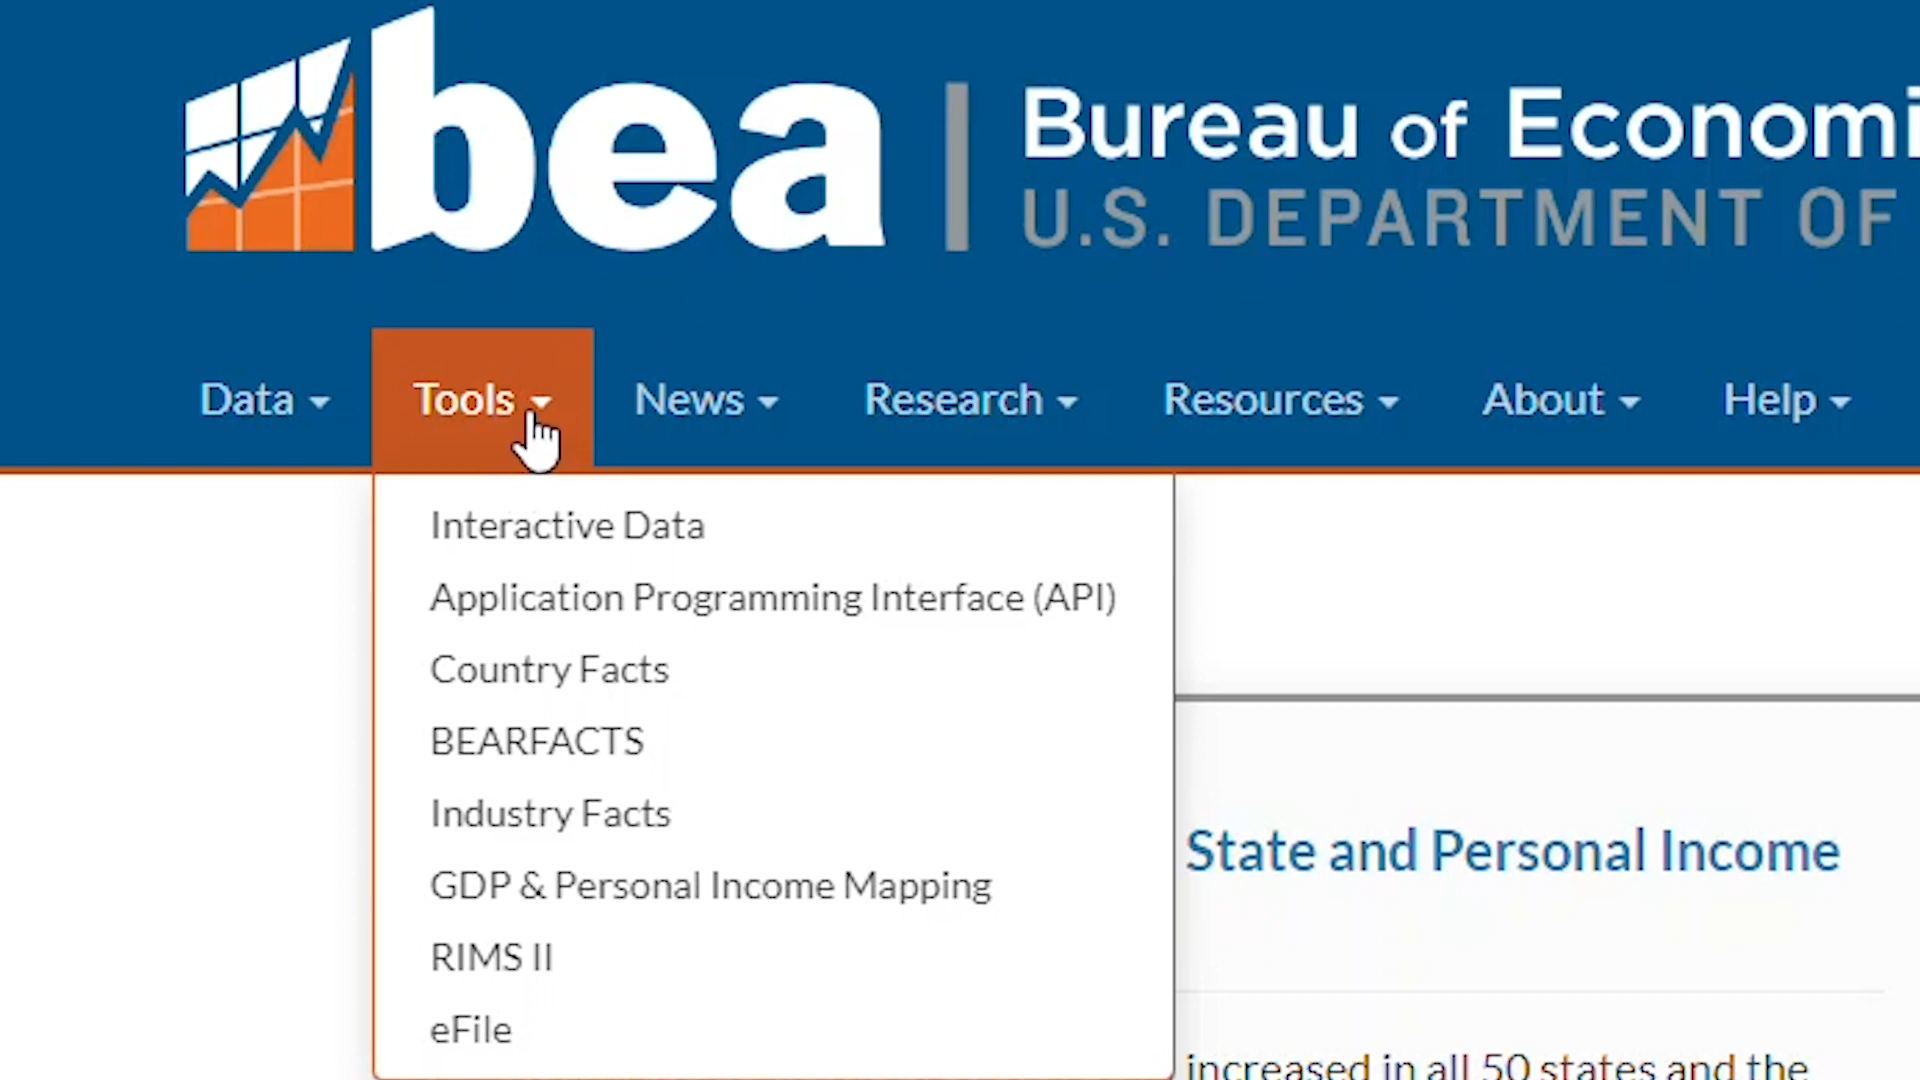 bea
Bureau of Economi
U.S. DEPARTMENT OF
Data
Tools
News
Research
Resources
About
Help
Interactive Data
Application Programming Interface (API)
Country Facts
BEARFACTS
Industry Facts
GDP & Personal Income Mapping
RIMS II
eFile
State and Personal Income
increased in all 50 states and the